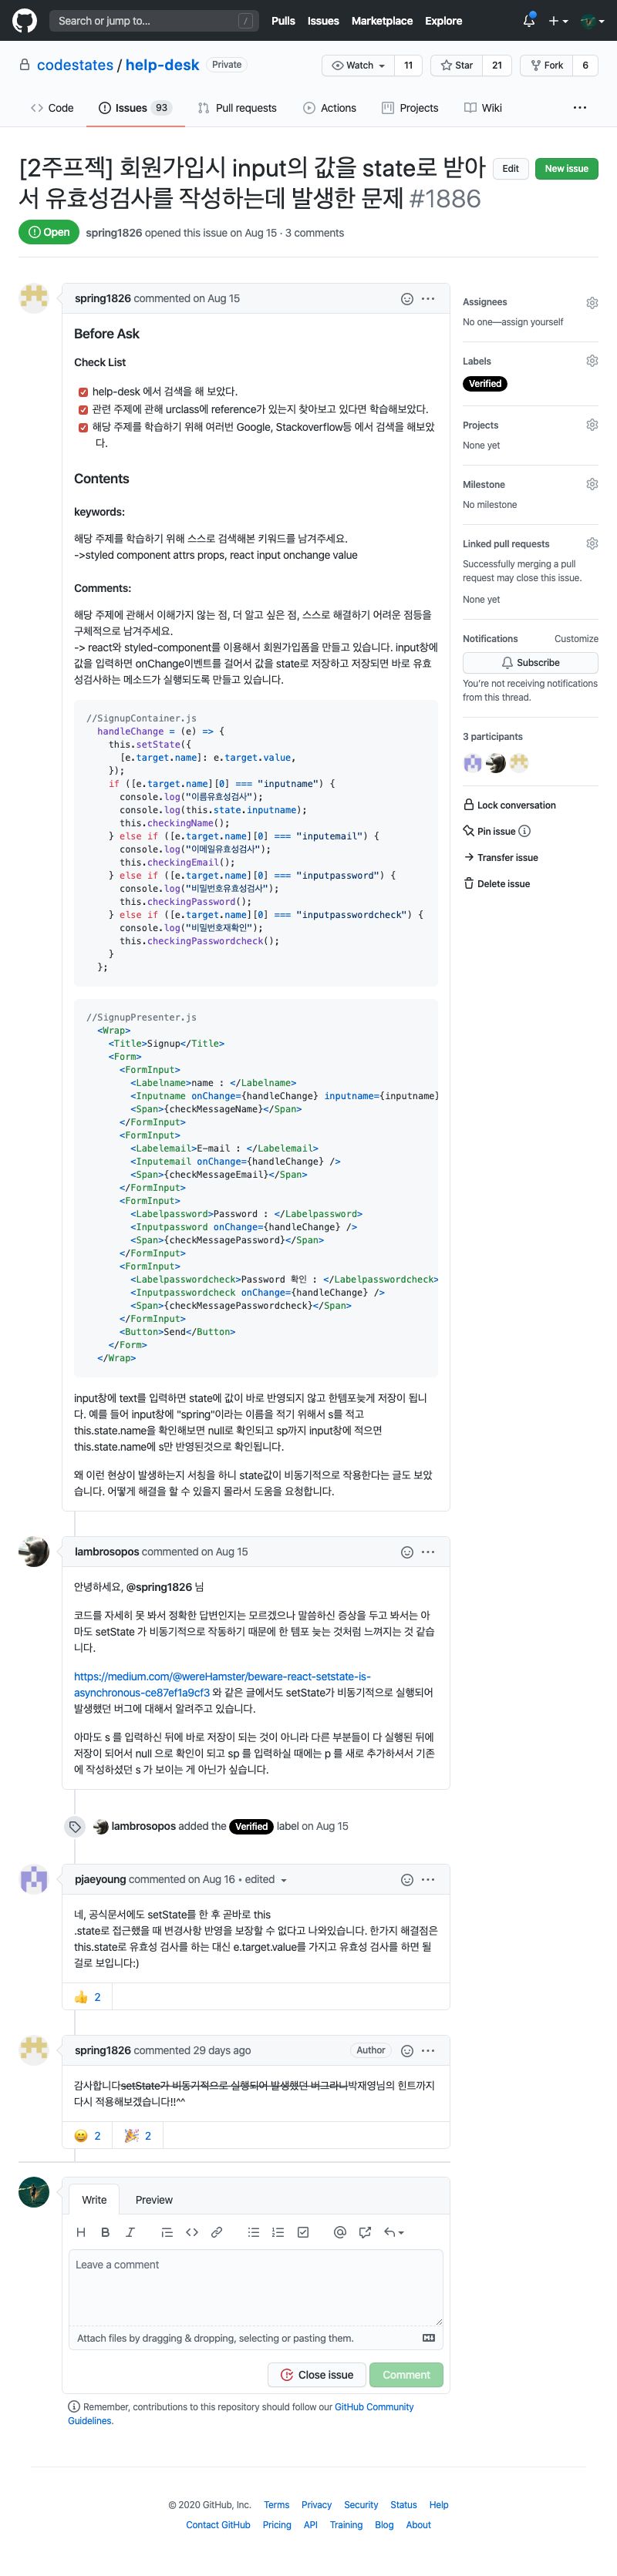 Search or jump to...
/
Pulls Issues Marketplace Explore
codestates / help-desk Private
Watch 11 Star 21 Fork 6
Code Issues 93 Pull requests Actions Projects Wiki
[2주프젝] 회원가입시 input의 값을 state로 받아
서 유효성검사를 작성하는데 발생한 문제 #1886
Edit New issue
Open spring1826 opened this issue on Aug 15 · 3 comments
spring1826 commented on Aug 15
Before Ask
Check List
help-desk 에서 검색을 해 보았다.
관련 주제에 관해 urclass에 reference가 있는지 찾아보고 있다면 학습해보았다.
해당 주제를 학습하기 위해 여러번 Google, Stackoverflow등 에서 검색을 해보았
다.
Contents
keywords:
해당 주제를 학습하기 위해 스스로 검색해본 키워드를 남겨주세요.
->styled component attrs props, react input onchange value
Comments:
해당 주제에 관해서 이해가지 않는 점, 더 알고 싶은 점, 스스로 해결하기 어려운 점등을
구체적으로 남겨주세요.
-> react와 styled-component를 이용해서 회원가입폼을 만들고 있습니다. input창에
값을 입력하면 onChange이벤트를 걸어서 값을 state로 저장하고 저장되면 바로 유효
성검사하는 메소드가 실행되도록 만들고 있습니다.
//SignupContainer.js
handleChange = (e) => {
this.setState({
[e.target.name]: e.target.value,
});
if ([e.target.name][0] === "inputname") {
console.log("이름유효성검사");
console.log(this.state.inputname);
this.checkingName();
} else if ([e.target.name][0] === "inputemail") {
console.log("이메일유효성검사");
this.checkingEmail();
} else if ([e.target.name][0] === "inputpassword") {
console.log("비밀번호유효성검사");
this.checkingPassword();
} else if ([e.target.name][0] === "inputpasswordcheck") {
console.log("비밀번호재확인");
this.checkingPasswordcheck();
}
};
//SignupPresenter.js
<Wrap>
<Title>Signup</Title>
<Form>
<FormInput>
<Labelname>name : </Labelname>
<Inputname onChange={handleChange} inputname={inputname}
<Span>{checkMessageName}</Span>
</FormInput>
<FormInput>
<Labelemail>E-mail : </Labelemail>
<Inputemail onChange={handleChange} />
<Span>{checkMessageEmail}</Span>
</FormInput>
<FormInput>
<Labelpassword>Password : </Labelpassword>
<Inputpassword onChange={handleChange} />
<Span>{checkMessagePassword}</Span>
</FormInput>
<FormInput>
<Labelpasswordcheck>Password 확인 : </Labelpasswordcheck>
<Inputpasswordcheck onChange={handleChange} />
<Span>{checkMessagePasswordcheck}</Span>
</FormInput>
<Button>Send</Button>
</Form>
</Wrap>
input창에 text를 입력하면 state에 값이 바로 반영되지 않고 한템포늦게 저장이 됩니
다. 예를 들어 input창에 "spring"이라는 이름을 적기 위해서 s를 적고
this.state.name을 확인해보면 null로 확인되고 sp까지 input창에 적으면
this.state.name에 s만 반영된것으로 확인됩니다.
왜 이런 현상이 발생하는지 서칭을 하니 state값이 비동기적으로 작용한다는 글도 보았
습니다. 어떻게 해결을 할 수 있을지 몰라서 도움을 요청합니다.
Assignees
No one—assign yourself
Labels
Verified
Projects
None yet
Milestone
No milestone
Linked pull requests
Successfully merging a pull
request may close this issue.
None yet
Notifications Customize
Subscribe
You're not receiving notifications
from this thread.
3 participants
Lock conversation
Pin issue
Transfer issue
Delete issue
lambrosopos commented on Aug 15
안녕하세요, @spring1826 님
코드를 자세히 못 봐서 정확한 답변인지는 모르겠으나 말씀하신 증상을 두고 봐서는 아
마도 setState 가 비동기적으로 작동하기 때문에 한 템포 늦는 것처럼 느껴지는 것 같습
니다.
https://medium.com/@wereHamster/beware-react-setstate-is-
asynchronous-ce87ef1a9cf3 와 같은 글에서도 setState가 비동기적으로 실행되어
발생했던 버그에 대해서 알려주고 있습니다.
아마도 s 를 입력하신 뒤에 바로 저장이 되는 것이 아니라 다른 부분들이 다 실행된 뒤에
저장이 되어서 null 으로 확인이 되고 sp 를 입력하실 때에는 p 를 새로 추가하셔서 기존
에 작성하셨던 s 가 보이는 게 아닌가 싶습니다.
lambrosopos added the Verified label on Aug 15
pjaeyoung commented on Aug 16 • edited
네, 공식문서에도 setState를 한 후 곧바로 this
.state로 접근했을 때 변경사항 반영을 보장할 수 없다고 나와있습니다. 한가지 해결점은
this.state로 유효성 검사를 하는 대신 e.target.value를 가지고 유효성 검사를 하면 될
걸로 보입니다:)
👍 2
spring1826 commented 29 days ago Author
감사합니다setState가 비동기적으로 실행되어 발생했던 버그라니박재영님의 힌트까지
다시 적용해보겠습니다!!^^
😄 2 🎉 2
Write Preview
H B I
Leave a comment
Attach files by dragging & dropping, selecting or pasting them.
Close issue Comment
Remember, contributions to this repository should follow our GitHub Community
Guidelines.
© 2020 GitHub, Inc. Terms Privacy Security Status Help
Contact GitHub Pricing API Training Blog About